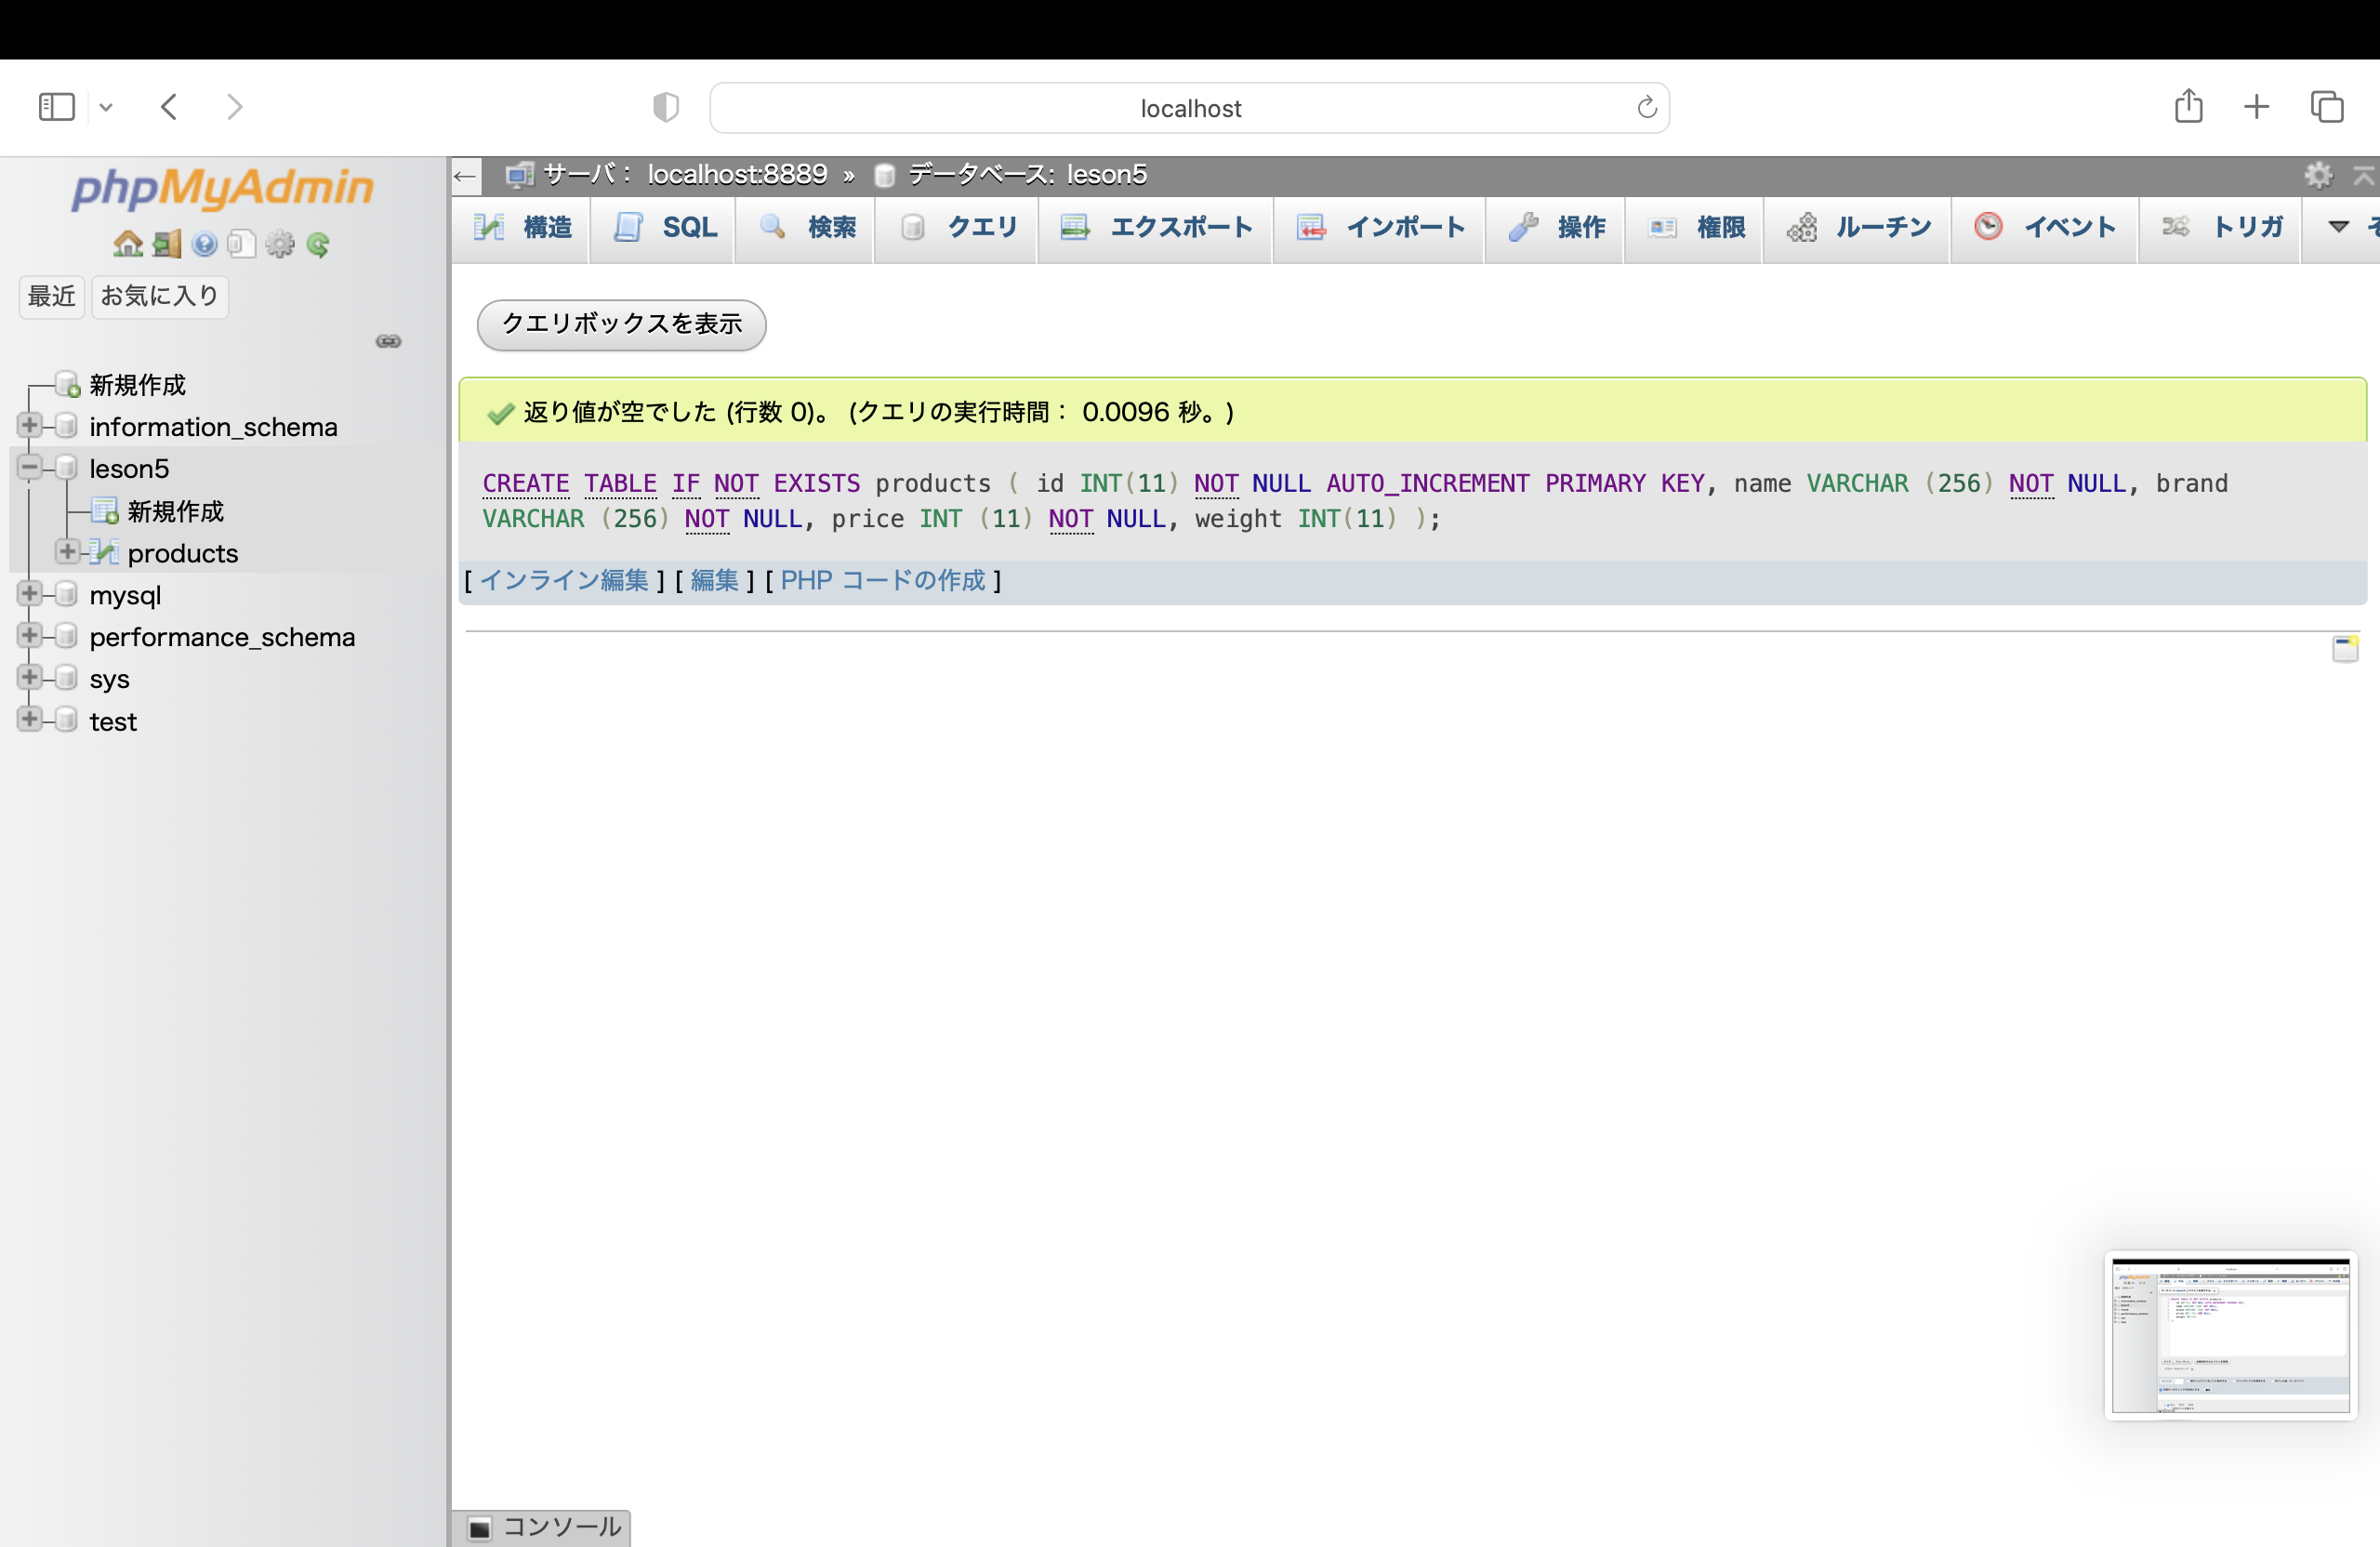 localhost
phpMyAdmin
最近 お気に入り
新規作成
information_schema
leson5
新規作成
products
mysql
performance_schema
sys
test
← サーバ： localhost:8889 » データベース: leson5
構造 SQL 検索 クエリ エクスポート インポート 操作 権限 ルーチン イベント トリガ
クエリボックスを表示
返り値が空でした (行数 0)。 (クエリの実行時間： 0.0096 秒。)
CREATE TABLE IF NOT EXISTS products ( id INT(11) NOT NULL AUTO_INCREMENT PRIMARY KEY, name VARCHAR (256) NOT NULL, brand
VARCHAR (256) NOT NULL, price INT (11) NOT NULL, weight INT(11) );
[ インライン編集 ] [ 編集 ] [ PHP コードの作成 ]
コンソール